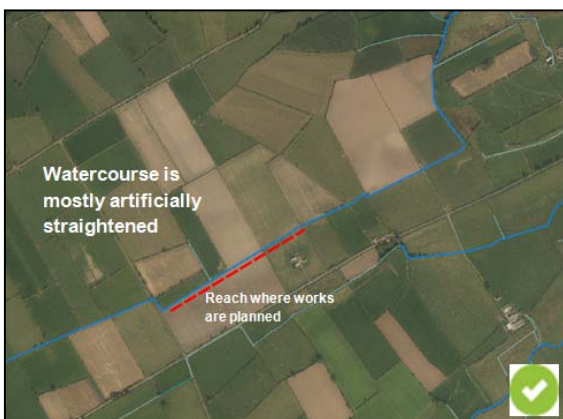 Watercourse is
mostly artificially
straightened
Reach where works
are planned